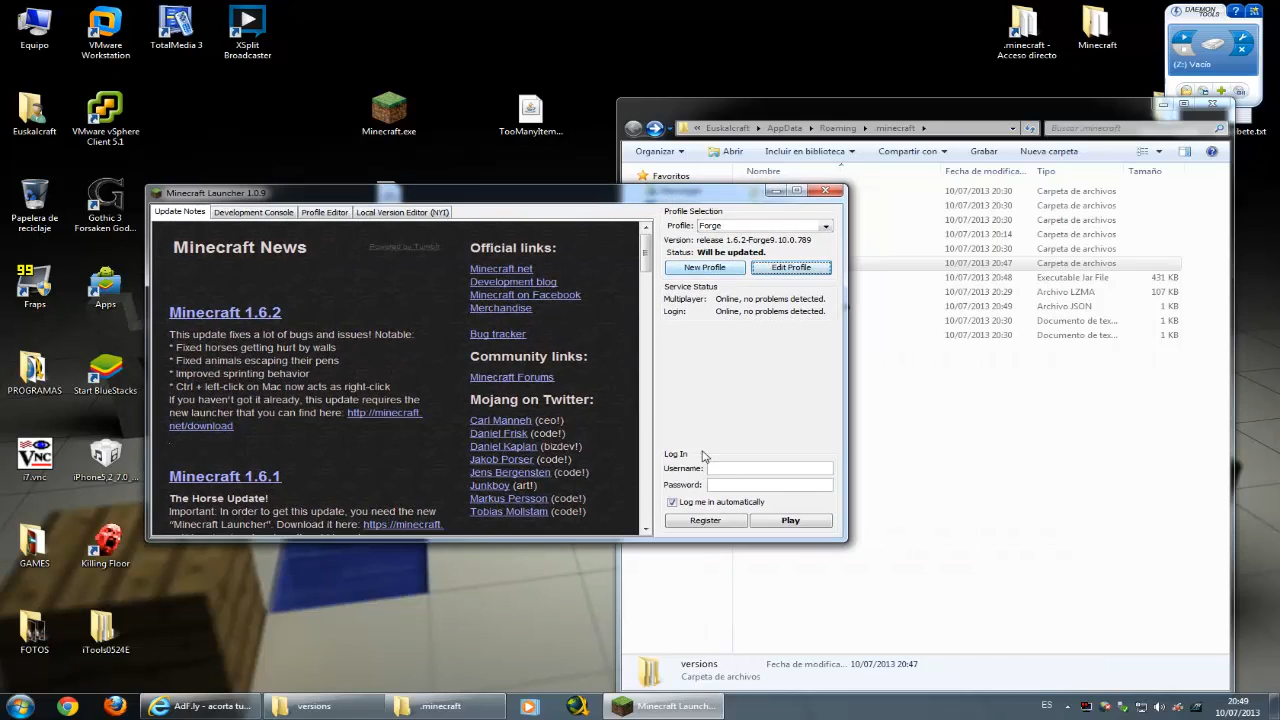 Equipo
VMware
Workstation
TotalMedia 3
XSplit
Broadcaster
.minecraft -
Acceso directo
Minecraft
DAEMON
TOOLS
(Z:) Vacío
Euskalcraft
VMware vSphere
Client 5.1
Minecraft.exe
TooManyItem...
bete.txt
Papelera de
reciclaje
Gothic 3
Forsaken God...
99
Fraps
Apps
PROGRAMAS
Start BlueStacks
VNC
i7.vnc
iPhone5,2_7.0_...
GAMES
Killing Floor
FOTOS
iTools0524E
Euskalcraft
AppData
Roaming
.minecraft
Buscar .minecraft
Organizar
Abrir
Incluir en biblioteca
Compartir con
Grabar
Nueva carpeta
Favoritos
Nombre
Fecha de modifica...
Tipo
Tamaño
10/07/2013 20:30 Carpeta de archivos
10/07/2013 20:30 Carpeta de archivos
10/07/2013 20:30 Carpeta de archivos
10/07/2013 20:14 Carpeta de archivos
10/07/2013 20:30 Carpeta de archivos
10/07/2013 20:47 Carpeta de archivos
10/07/2013 20:48 Executable Jar File 431 KB
10/07/2013 20:29 Archivo LZMA 107 KB
10/07/2013 20:49 Archivo JSON 1 KB
10/07/2013 20:30 Documento de tex... 1 KB
10/07/2013 20:30 Documento de tex... 1 KB
versions Fecha de modifica... 10/07/2013 20:47
Carpeta de archivos
Minecraft Launcher 1.0.9
Update Notes
Development Console
Profile Editor
Local Version Editor (NYI)
Minecraft News
Powered by Tumblr
Minecraft 1.6.2
This update fixes a lot of bugs and issues! Notable:
* Fixed horses getting hurt by walls
* Fixed animals escaping their pens
* Improved sprinting behavior
* Ctrl + left-click on Mac now acts as right-click
If you haven't got it already, this update requires the
new launcher that you can find here: http://minecraft.
net/download
.
Minecraft 1.6.1
The Horse Update!
Important: In order to get this update, you need the new
"Minecraft Launcher". Download it here: https://minecraft.
Official links:
Minecraft.net
Development blog
Minecraft on Facebook
Merchandise
Bug tracker
Community links:
Minecraft Forums
Mojang on Twitter:
Carl Manneh (ceo!)
Daniel Frisk (code!)
Daniel Kaplan (bizdev!)
Jakob Porser (code!)
Jens Bergensten (code!)
Junkboy (art!)
Markus Persson (code!)
Tobias Mollstam (code!)
Profile Selection
Profile: Forge
Version: release 1.6.2-Forge9.10.0.789
Status: Will be updated.
New Profile
Edit Profile
Service Status
Multiplayer: Online, no problems detected.
Login: Online, no problems detected.
Log In
Username:
Password:
Log me in automatically
Register
Play
AdF.ly - acorta tu...
versions
.minecraft
Minecraft Launch...
ES
20:49
10/07/2013